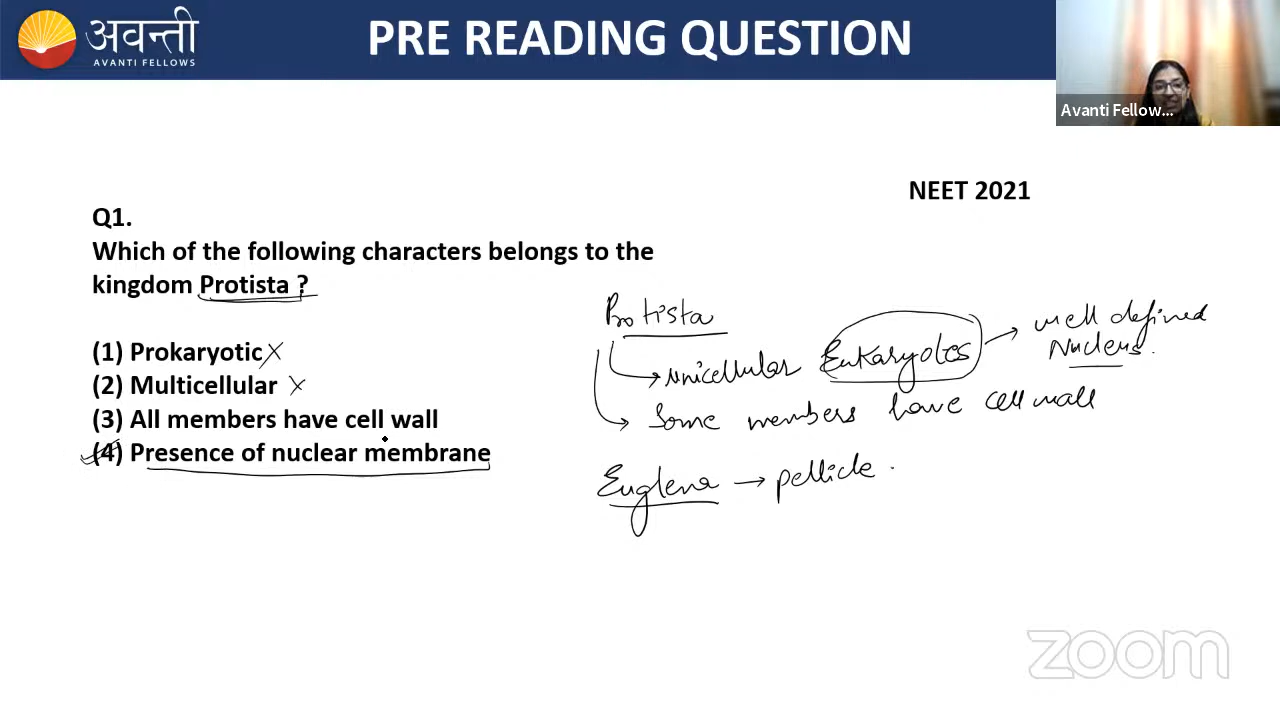 अवन्ती
AVANTI FELLOWS
PRE READING QUESTION
Avanti Fellow...
NEET 2021
Q1.
Which of the following characters belongs to the
kingdom Protista ?
(1) Prokaryotic
(2) Multicellular
(3) All members have cell wall
(4) Presence of nuclear membrane
Protista
unicellular Eukaryotes → well defined
Nucleus.
Some members have cell wall
Euglena → pellicle.
zoom